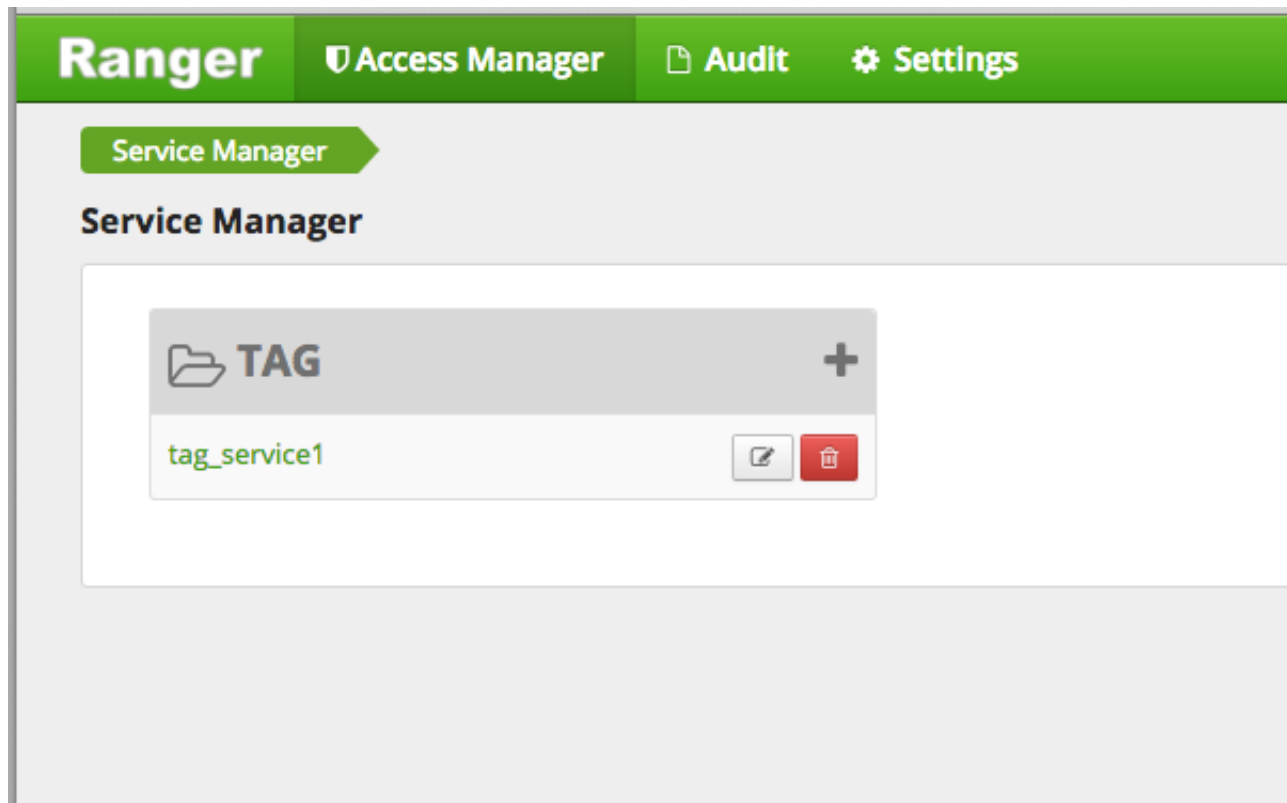 Ranger Access Manager Audit Settings
Service Manager
Service Manager
TAG
tag_service1